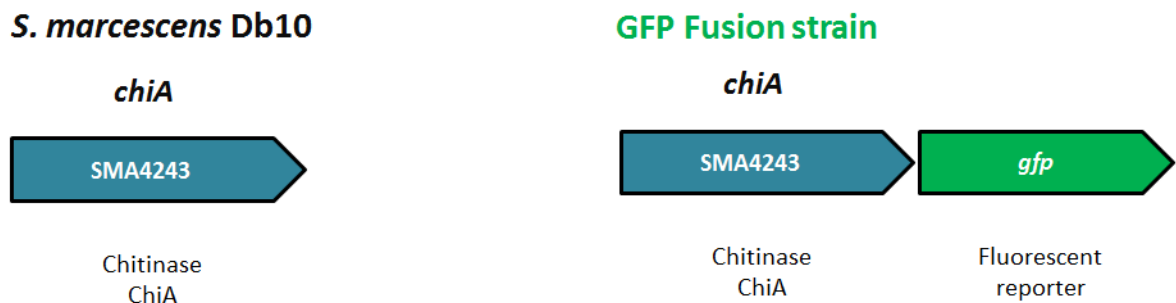 S. marcescens Db10
chiA
SMA4243
Chitinase
ChiA
GFP Fusion strain
chiA
SMA4243
gfp
Chitinase
ChiA
Fluorescent
reporter